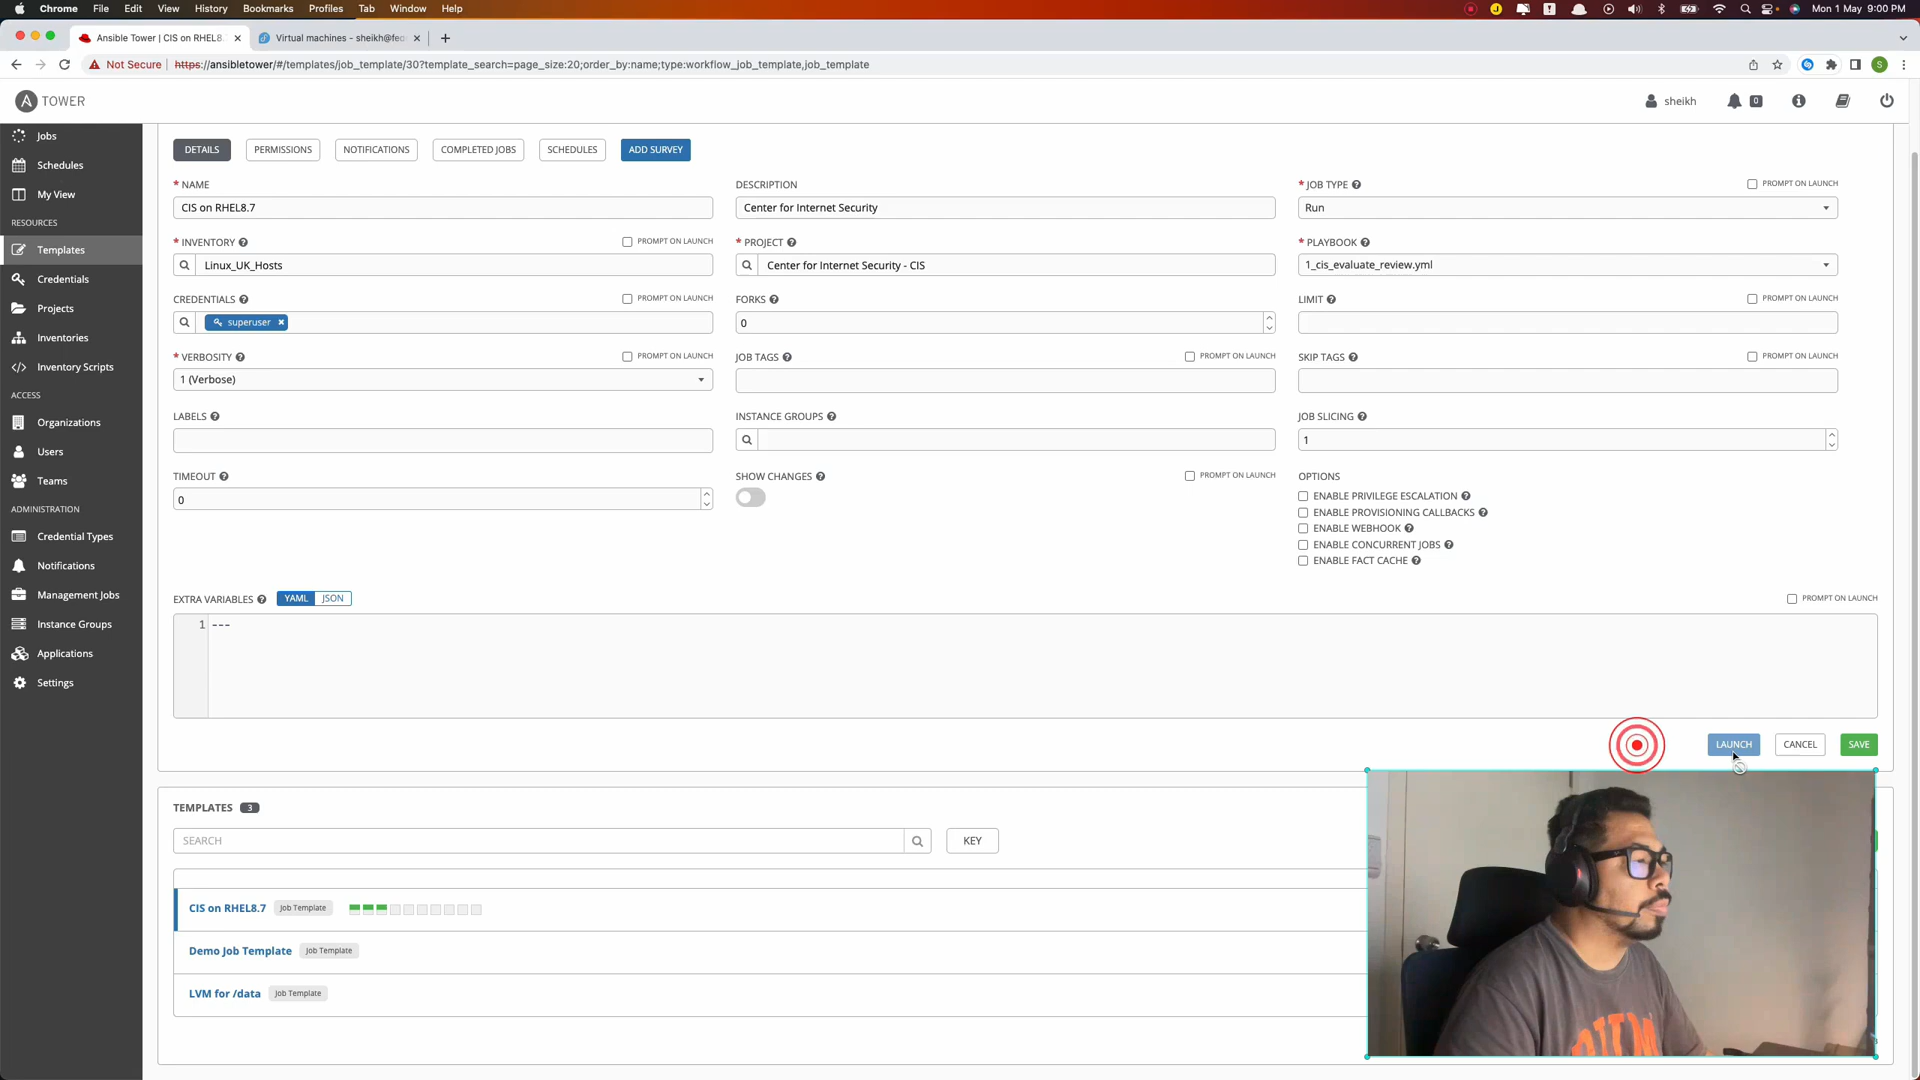 Chrome File Edit View History Bookmarks Profiles Tab Window Help Mon 1 May 9:00 PM
Ansible Tower | CIS on RHEL8. Virtual machines - sheikh@feo
Not Secure https://ansibletower/#/templates/job_template/30?template_search=page_size:20;order_by:name;type:workflow_job_template,job_template
A TOWER sheikh 0
Jobs
Schedules
My View
RESOURCES
Templates
Credentials
Projects
Inventories
Inventory Scripts
ACCESS
Organizations
Users
Teams
ADMINISTRATION
Credential Types
Notifications
Management Jobs
Instance Groups
Applications
Settings
DETAILS PERMISSIONS NOTIFICATIONS COMPLETED JOBS SCHEDULES ADD SURVEY
* NAME DESCRIPTION * JOB TYPE PROMPT ON LAUNCH
CIS on RHEL8.7 Center for Internet Security Run
* INVENTORY PROMPT ON LAUNCH * PROJECT * PLAYBOOK
Linux_UK_Hosts Center for Internet Security - CIS 1_cis_evaluate_review.yml
CREDENTIALS PROMPT ON LAUNCH FORKS LIMIT PROMPT ON LAUNCH
superuser × 0
* VERBOSITY PROMPT ON LAUNCH JOB TAGS PROMPT ON LAUNCH SKIP TAGS PROMPT ON LAUNCH
1 (Verbose)
LABELS INSTANCE GROUPS JOB SLICING
1
TIMEOUT SHOW CHANGES PROMPT ON LAUNCH OPTIONS
0
ENABLE PRIVILEGE ESCALATION
ENABLE PROVISIONING CALLBACKS
ENABLE WEBHOOK
ENABLE CONCURRENT JOBS
ENABLE FACT CACHE
EXTRA VARIABLES YAML JSON PROMPT ON LAUNCH
1 ---
LAUNCH CANCEL SAVE
TEMPLATES 3
SEARCH KEY
CIS on RHEL8.7 Job Template
Demo Job Template Job Template
LVM for /data Job Template